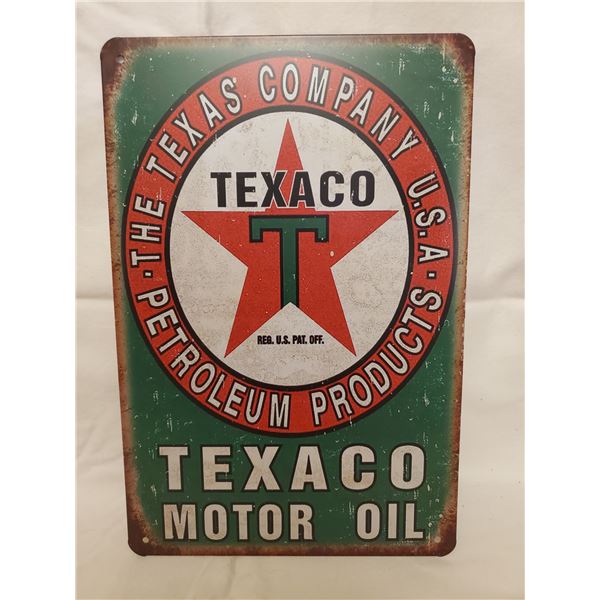 THE TEXAS COMPANY U.S.A.
TEXACO
T
REG. U.S. PAT. OFF.
PETROLEUM PRODUCTS
TEXACO
MOTOR OIL